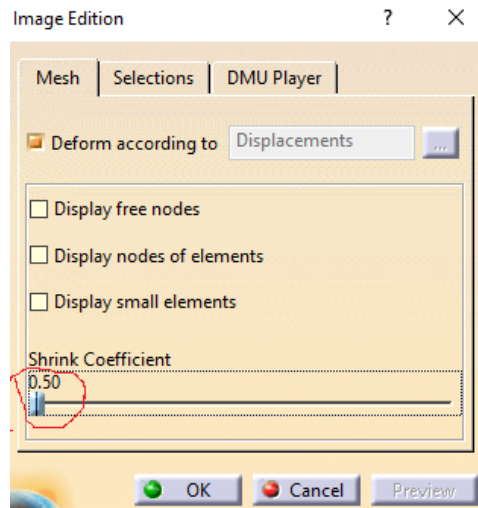 Image Edition ? ×
Mesh Selections DMU Player
Deform according to Displacements ...
Display free nodes
Display nodes of elements
Display small elements
Shrink Coefficient
0.50
OK Cancel Preview